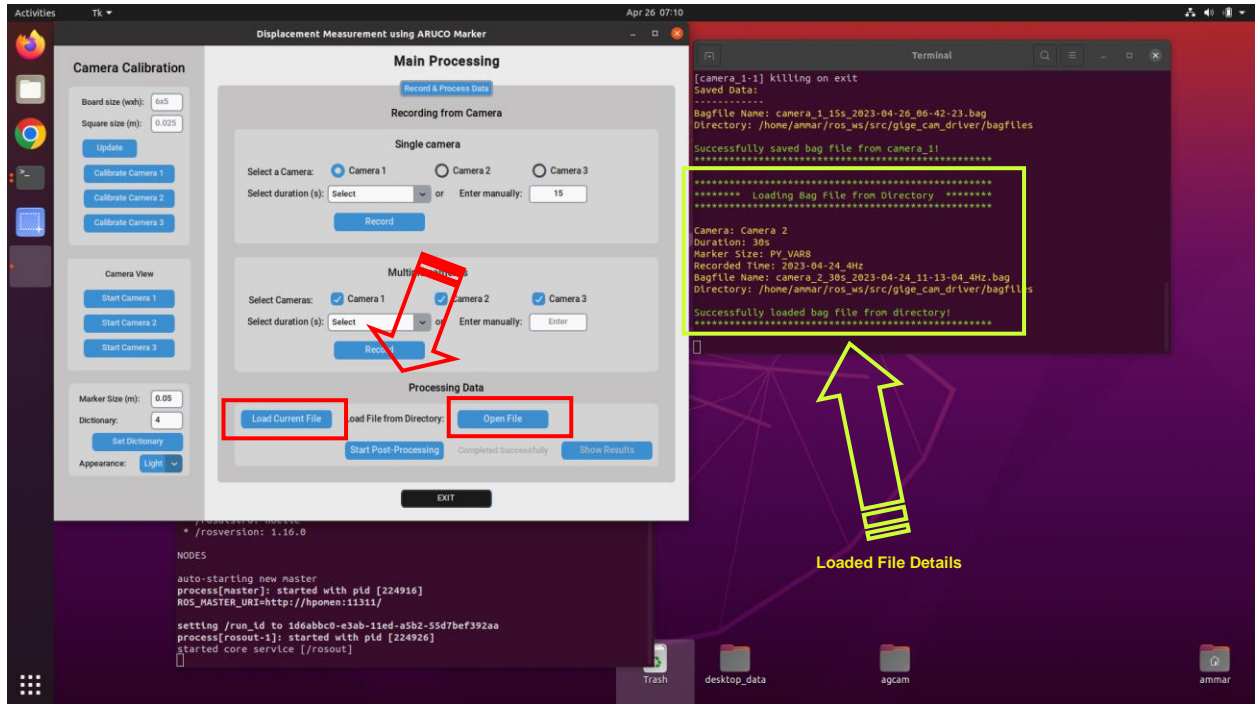 Activities
Tk
Apr 26 07:10
Displacement Measurement using ARUCO Marker
Camera Calibration
Board size (wxh): 6x5
Square size (m): 0.025
Update
Calibrate Camera 1
Calibrate Camera 2
Calibrate Camera 3
Camera View
Start Camera 1
Start Camera 2
Start Camera 3
Marker Size (m): 0.05
Dictionary: 4
Set Dictionary
Appearance: Light
Main Processing
Record & Process Data
Recording from Camera
Single camera
Select a Camera: Camera 1 Camera 2 Camera 3
Select duration (s): Select or Enter manually: 15
Record
Select Cameras: Camera 1 Camera 2 Camera 3
Select duration (s): Select or Enter manually: Enter
Record
Processing Data
Load Current File Load File from Directory: Open File
Start Post-Processing Completed Successfully Show Results
EXIT
Terminal
[camera_1-1] killing on exit
Saved Data:
------------
Bagfile Name: camera_1_15s_2023-04-26_06-42-23.bag
Directory: /home/ammar/ros_ws/src/gige_cam_driver/bagfiles
Successfully saved bag file from camera_1!
****************************************************
****************************************************
******** Loading Bag File from Directory ********
****************************************************
Camera: Camera 2
Duration: 30s
Marker Size: PY_VAR8
Recorded Time: 2023-04-24_4Hz
Bagfile Name: camera_2_30s_2023-04-24_11-13-04_4Hz.bag
Directory: /home/ammar/ros_ws/src/gige_cam_driver/bagfiles
Successfully loaded bag file from directory!
****************************************************
Loaded File Details
* /rosversion: 1.16.0
NODES
auto-starting new master
process[master]: started with pid [224916]
ROS_MASTER_URI=http://hpomen:11311/
setting /run_id to 1d6abbc0-e3ab-11ed-a5b2-55d7bef392aa
process[rosout-1]: started with pid [224926]
started core service [/rosout]
Trash
desktop_data
agcam
ammar